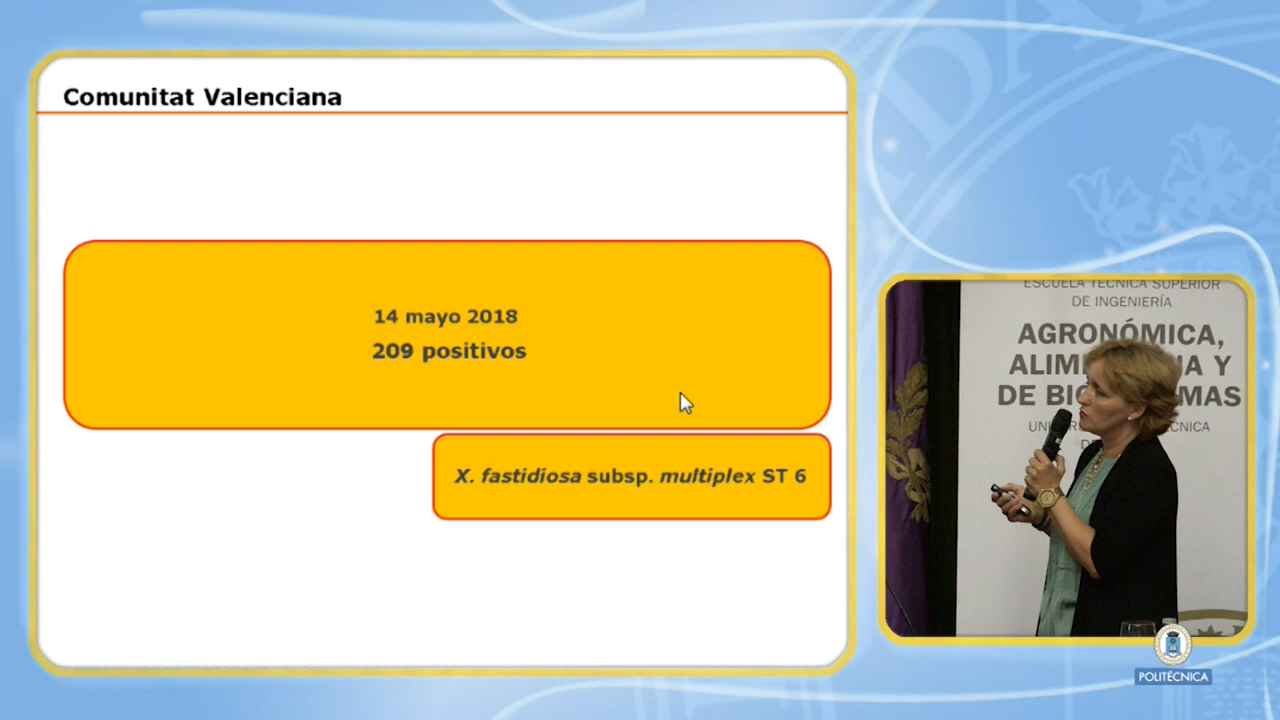 Comunitat Valenciana
14 mayo 2018
209 positivos
X. fastidiosa subsp. multiplex ST 6
ESCUELA TÉCNICA SUPERIOR
DE INGENIERÍA
AGRONÓMICA,
Y
DE
POLITÉCNICA